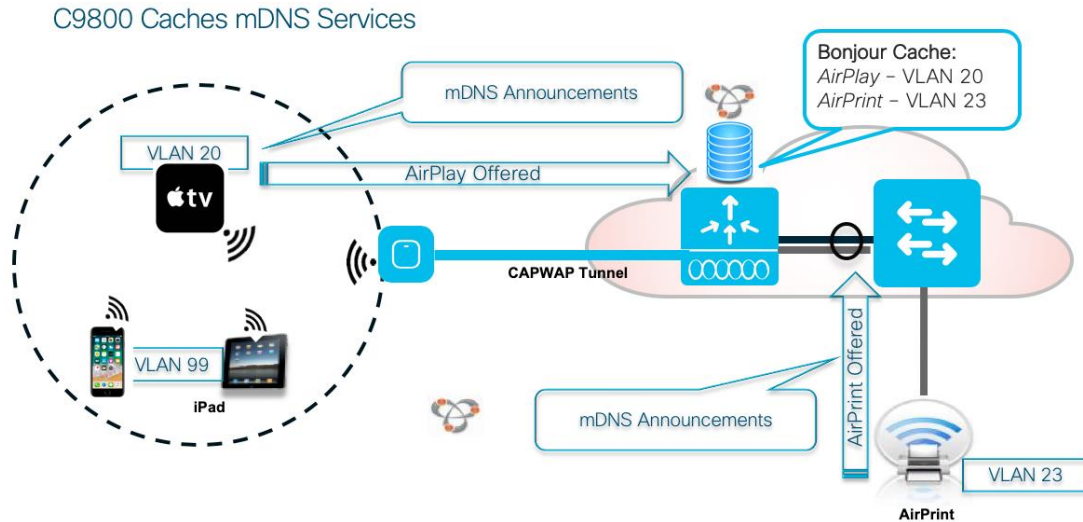 C9800 Caches mDNS Services
Bonjour Cache:
AirPlay – VLAN 20
AirPrint – VLAN 23
mDNS Announcements
VLAN 20
tv
AirPlay Offered
CAPWAP Tunnel
VLAN 99
iPad
AirPrint Offered
mDNS Announcements
VLAN 23
AirPrint